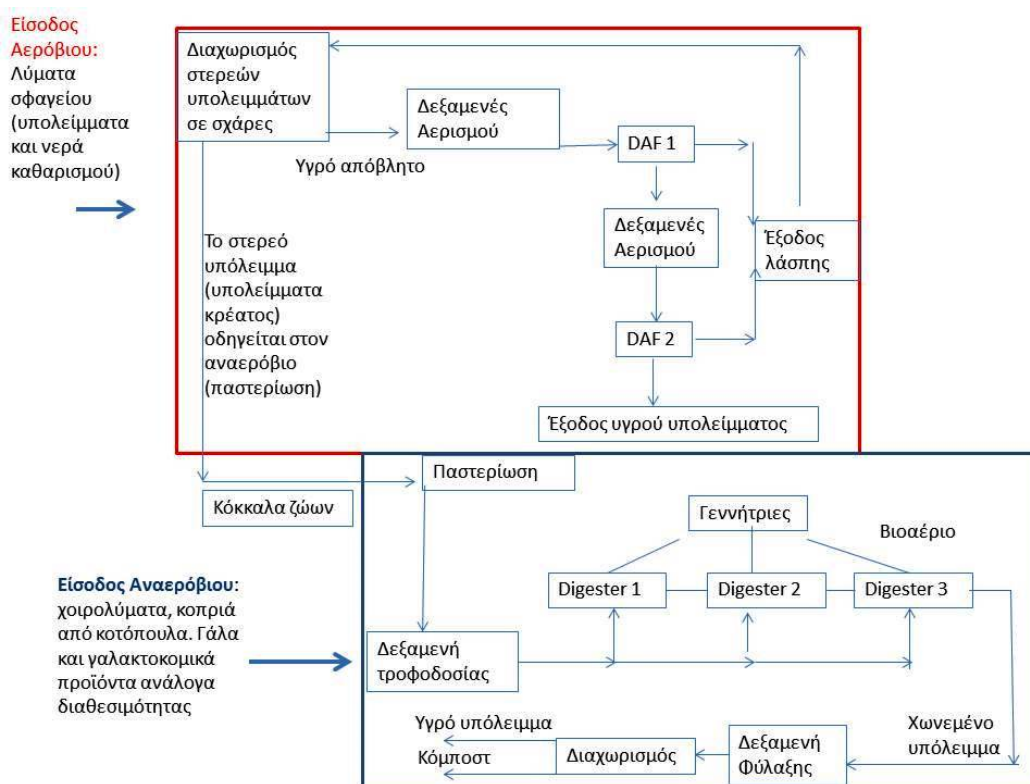 Είσοδος
Αερόβιου:
Λύματα
σφαγείου
(υπολείμματα
και νερά
καθαρισμού)
Διαχωρισμός
στερεών
υπολειμμάτων
σε σχάρες
Δεξαμενές
Αερισμού
Υγρό απόβλητο
DAF 1
Δεξαμενές
Αερισμού
Έξοδος
λάσπης
DAF 2
Έξοδος υγρού υπολείμματος
Το στερεό
υπόλειμμα
(υπολείμματα
κρέατος)
οδηγείται στον
αναερόβιο
(παστερίωση)
Παστερίωση
Κόκκαλα ζώων
Γεννήτριες
Βιοαέριο
Digester 1
Digester 2
Digester 3
Είσοδος Αναερόβιου:
χοιρολύματα, κοπριά
από κοτόπουλα. Γάλα
και γαλακτοκομικά
προϊόντα ανάλογα
διαθεσιμότητας
Δεξαμενή
τροφοδοσίας
Υγρό υπόλειμμα
Κόμποστ
Διαχωρισμός
Δεξαμενή
Φύλαξης
Χωνεμένο
υπόλειμμα